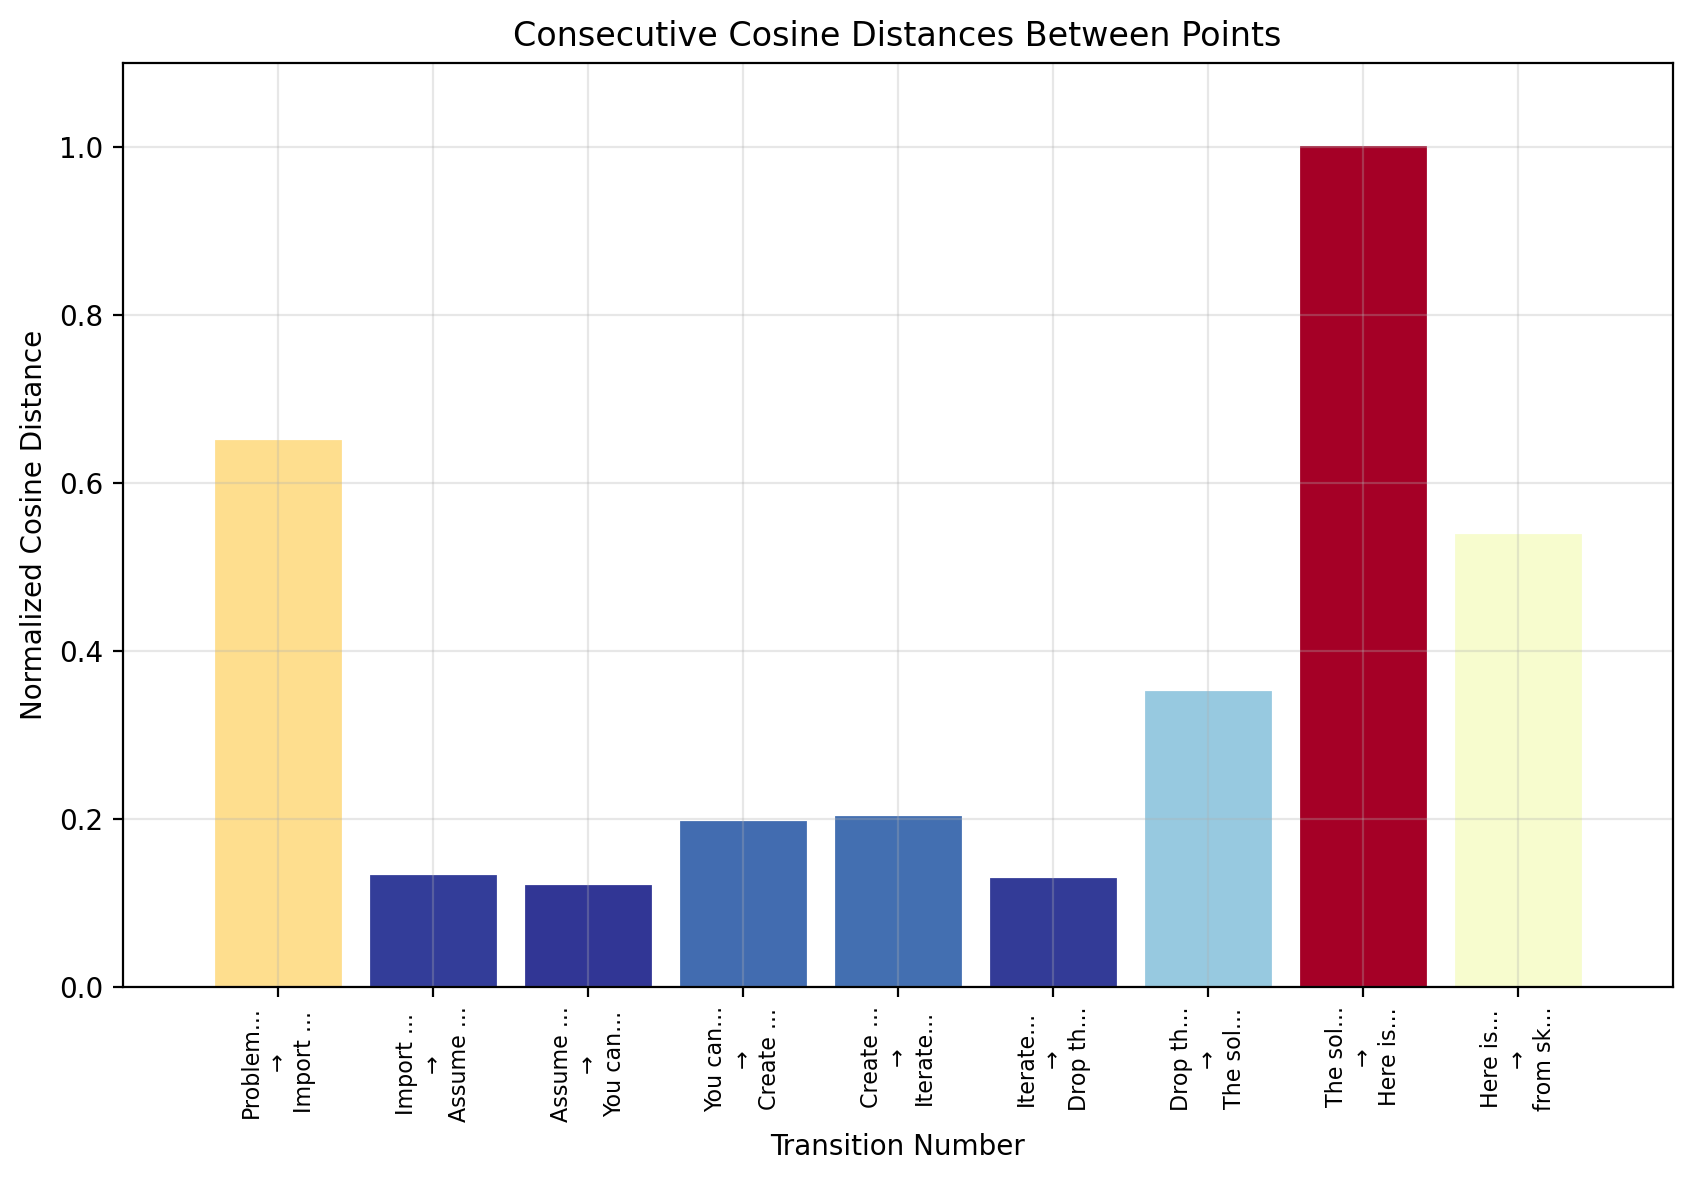 Consecutive Cosine Distances Between Points
Normalized Cosine Distance
1.0
0.8
0.6
0.4
0.2
0.0
Problem...
→
Import ...
Import ...
→
Assume ...
Assume ...
→
You can...
You can...
→
Create ...
Create ...
→
Iterate...
Iterate...
→
Drop th...
Drop th...
→
The sol...
The sol...
→
Here is...
Here is...
→
from sk...
Transition Number